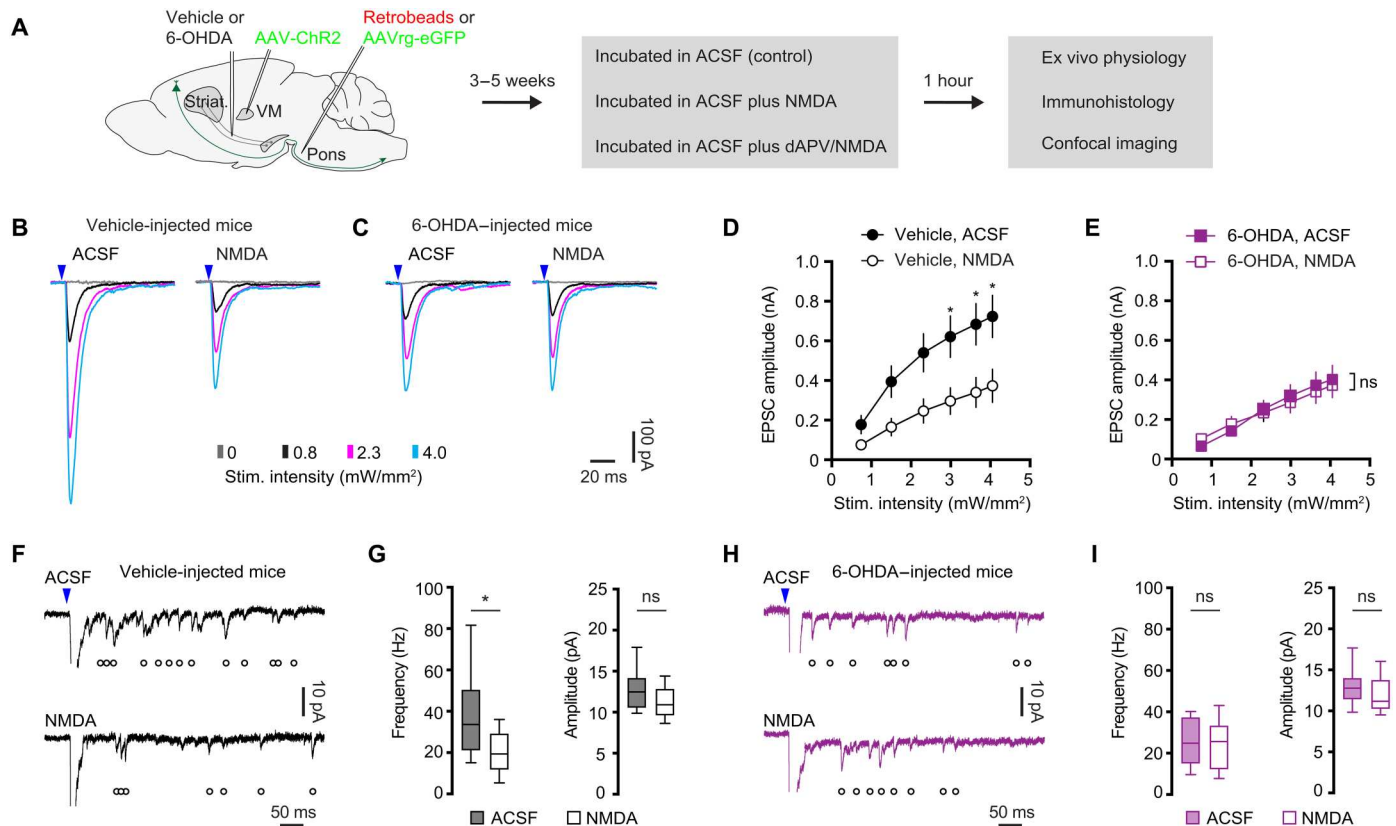 A
Vehicle or
6-OHDA
AAV-ChR2
Retrobeads or
AAVrg-eGFP
Striat.
VM
Pons
3–5 weeks
Incubated in ACSF (control)
Incubated in ACSF plus NMDA
Incubated in ACSF plus dAPV/NMDA
1 hour
Ex vivo physiology
Immunohistology
Confocal imaging
B
Vehicle-injected mice
ACSF
NMDA
C
6-OHDA–injected mice
ACSF
NMDA
0
0.8
2.3
4.0
Stim. intensity (mW/mm²)
20 ms
100 pA
D
Vehicle, ACSF
Vehicle, NMDA
EPSC amplitude (nA)
1.0
0.8
0.6
0.4
0.2
0
* * *
0 1 2 3 4 5
Stim. intensity (mW/mm²)
E
6-OHDA, ACSF
6-OHDA, NMDA
EPSC amplitude (nA)
1.0
0.8
0.6
0.4
0.2
0
ns
0 1 2 3 4 5
Stim. intensity (mW/mm²)
F
Vehicle-injected mice
ACSF
10 pA
NMDA
50 ms
G
Frequency (Hz)
100
80
60
40
20
0
*
Amplitude (pA)
25
20
15
10
5
0
ns
ACSF
NMDA
H
6-OHDA–injected mice
ACSF
10 pA
NMDA
50 ms
I
Frequency (Hz)
100
80
60
40
20
0
ns
Amplitude (pA)
25
20
15
10
5
0
ns
ACSF
NMDA